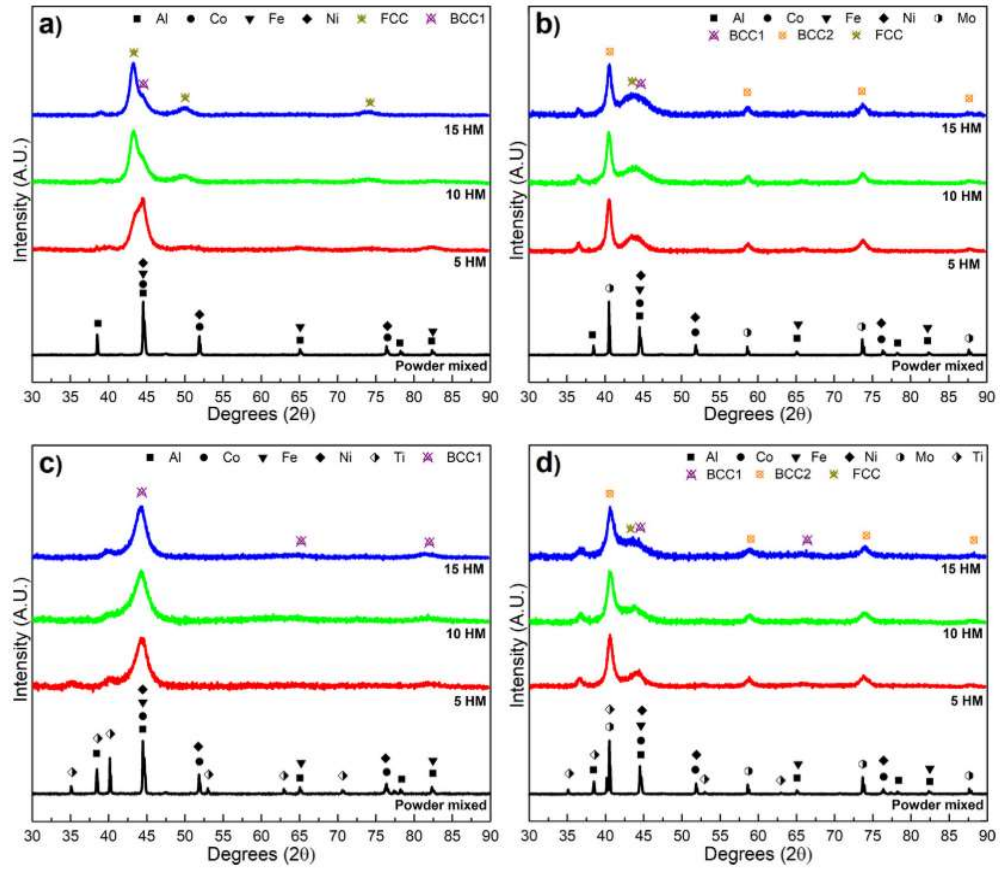 a)
Al Co Fe Ni FCC BCC1
15 HM
10 HM
5 HM
Powder mixed
Intensity (A.U.)
30 35 40 45 50 55 60 65 70 75 80 85 90
Degrees (2θ)
b)
Al Co Fe Ni Mo
BCC1 BCC2 FCC
15 HM
10 HM
5 HM
Powder mixed
Intensity (A.U)
30 35 40 45 50 55 60 65 70 75 80 85 90
Degrees (2θ)
c)
Al Co Fe Ni Ti BCC1
15 HM
10 HM
5 HM
Powder mixed
Intensity (A.U.)
30 35 40 45 50 55 60 65 70 75 80 85 90
Degrees (2θ)
d)
Al Co Fe Ni Mo Ti
BCC1 BCC2 FCC
15 HM
10 HM
5 HM
Powder mixed
Intensity (A.U.)
30 35 40 45 50 55 60 65 70 75 80 85 90
Degrees (2θ)